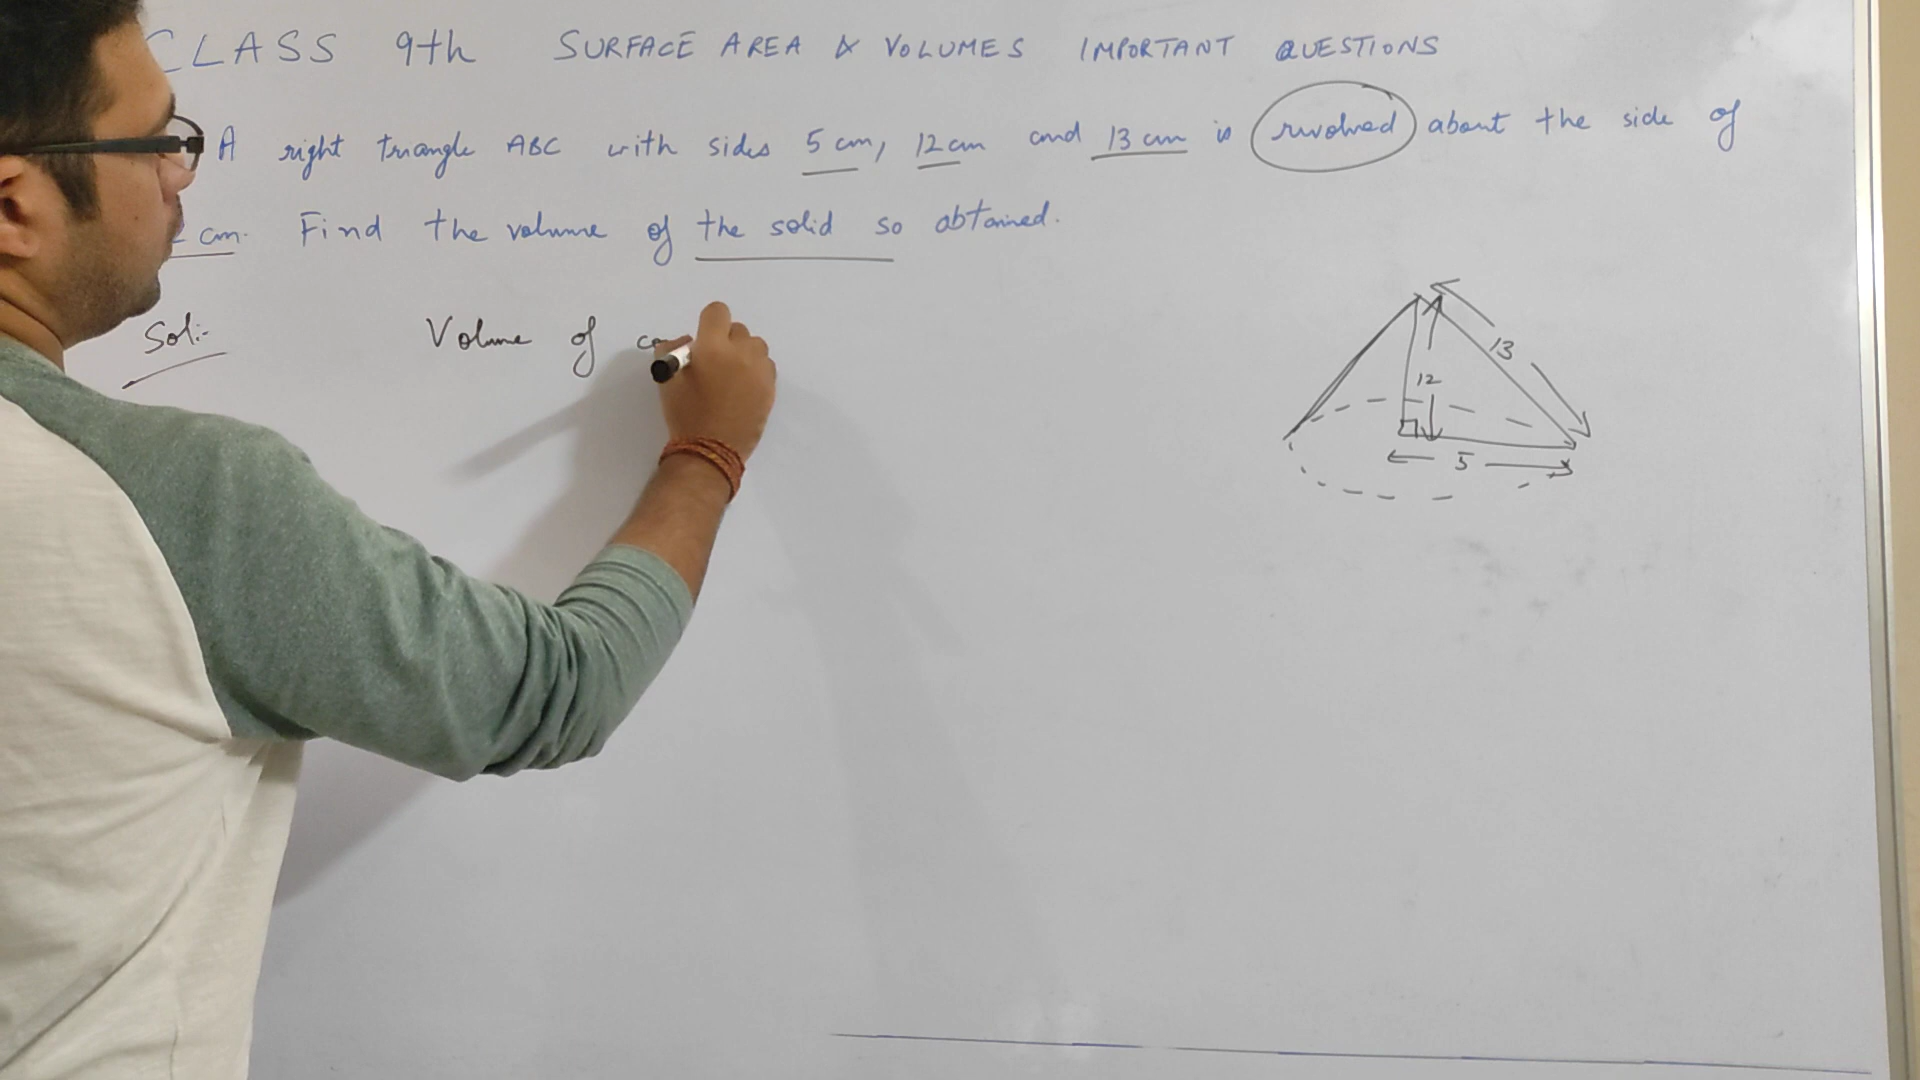 CLASS 9th SURFACE AREA & VOLUMES IMPORTANT QUESTIONS
A right triangle ABC with sides 5 cm, 12 cm and 13 cm is revolved about the side of
cm. Find the volume of the solid so obtained.
Sol:-
Volume of
13
12
5